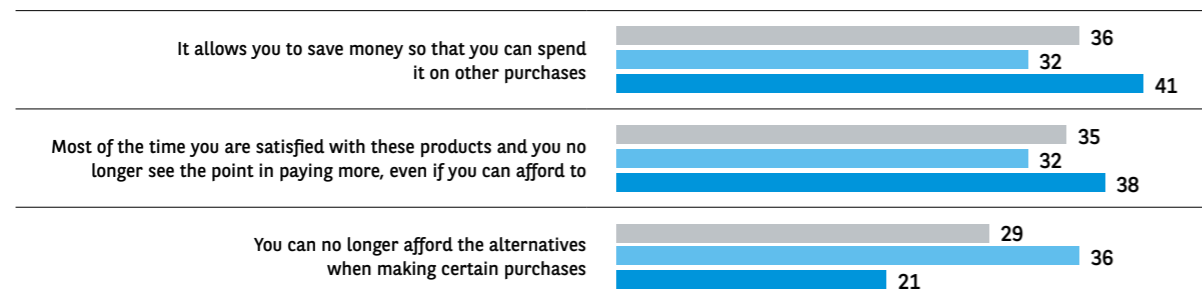 It allows you to save money so that you can spend
it on other purchases
36
32
41
Most of the time you are satisfied with these products and you no
longer see the point in paying more, even if you can afford to
35
32
38
You can no longer afford the alternatives
when making certain purchases
29
36
21